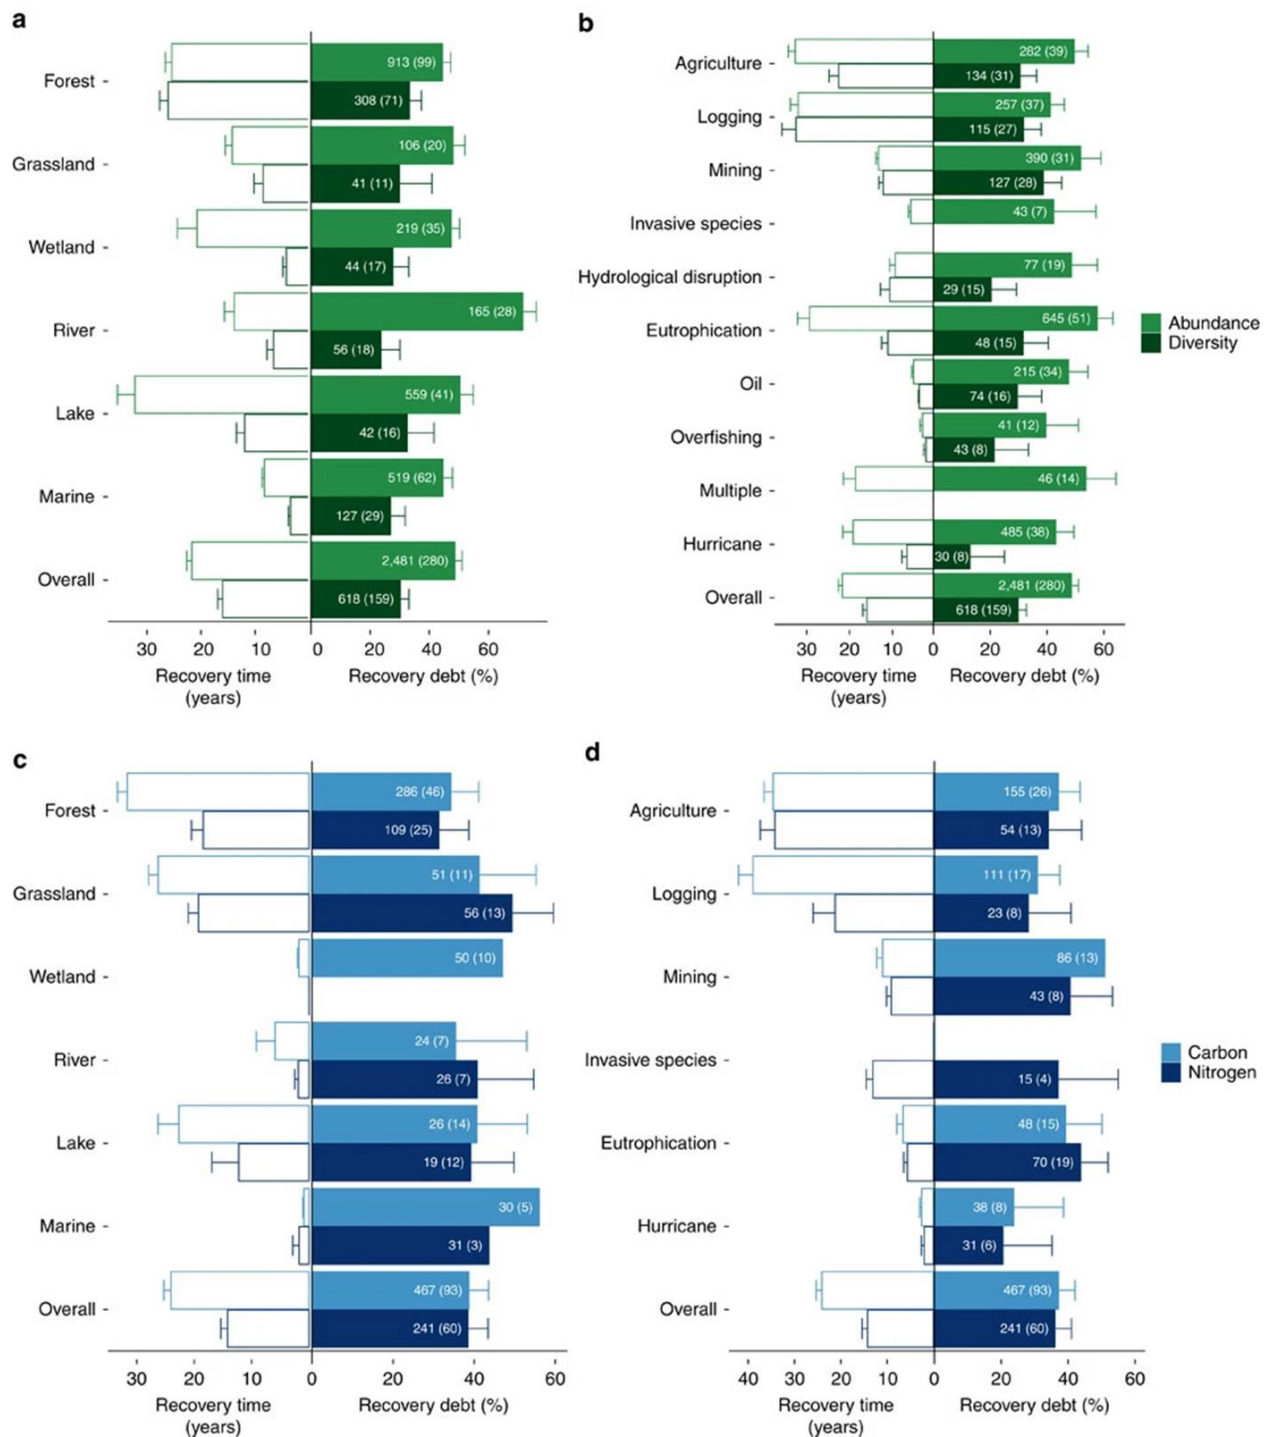 a
Forest
913 (99)
308 (71)
Grassland
106 (20)
41 (11)
Wetland
219 (35)
44 (17)
River
165 (28)
56 (18)
Lake
559 (41)
42 (16)
Marine
519 (62)
127 (29)
Overall
2,481 (280)
618 (159)
30 20 10 0 20 40 60
Recovery time
(years)
Recovery debt (%)
b
Agriculture
282 (39)
134 (31)
Logging
257 (37)
115 (27)
Mining
390 (31)
127 (28)
Invasive species
43 (7)
Hydrological disruption
77 (19)
29 (15)
Eutrophication
645 (51)
48 (15)
Oil
215 (34)
74 (16)
Overfishing
41 (12)
43 (8)
Multiple
46 (14)
Hurricane
485 (38)
30 (8)
Overall
2,481 (280)
618 (159)
30 20 10 0 20 40 60
Recovery time
(years)
Recovery debt (%)
Abundance
Diversity
c
Forest
286 (46)
109 (25)
Grassland
51 (11)
56 (13)
Wetland
50 (10)
River
24 (7)
26 (7)
Lake
26 (14)
19 (12)
Marine
30 (5)
31 (3)
Overall
467 (93)
241 (60)
30 20 10 0 20 40 60
Recovery time
(years)
Recovery debt (%)
d
Agriculture
155 (26)
54 (13)
Logging
111 (17)
23 (8)
Mining
86 (13)
43 (8)
Invasive species
15 (4)
Eutrophication
48 (15)
70 (19)
Hurricane
38 (8)
31 (6)
Overall
467 (93)
241 (60)
40 30 20 10 0 20 40 60
Recovery time
(years)
Recovery debt (%)
Carbon
Nitrogen